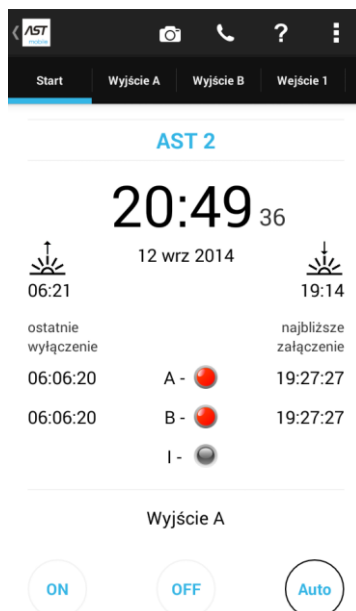 AST
mobile
?
Start
Wyjście A
Wyjście B
Wejście 1
AST 2
20:49 36
12 wrz 2014
06:21
19:14
ostatnie
wyłączenie
najbliższe
załączenie
06:06:20 A - 19:27:27
06:06:20 B - 19:27:27
I -
Wyjście A
ON OFF Auto